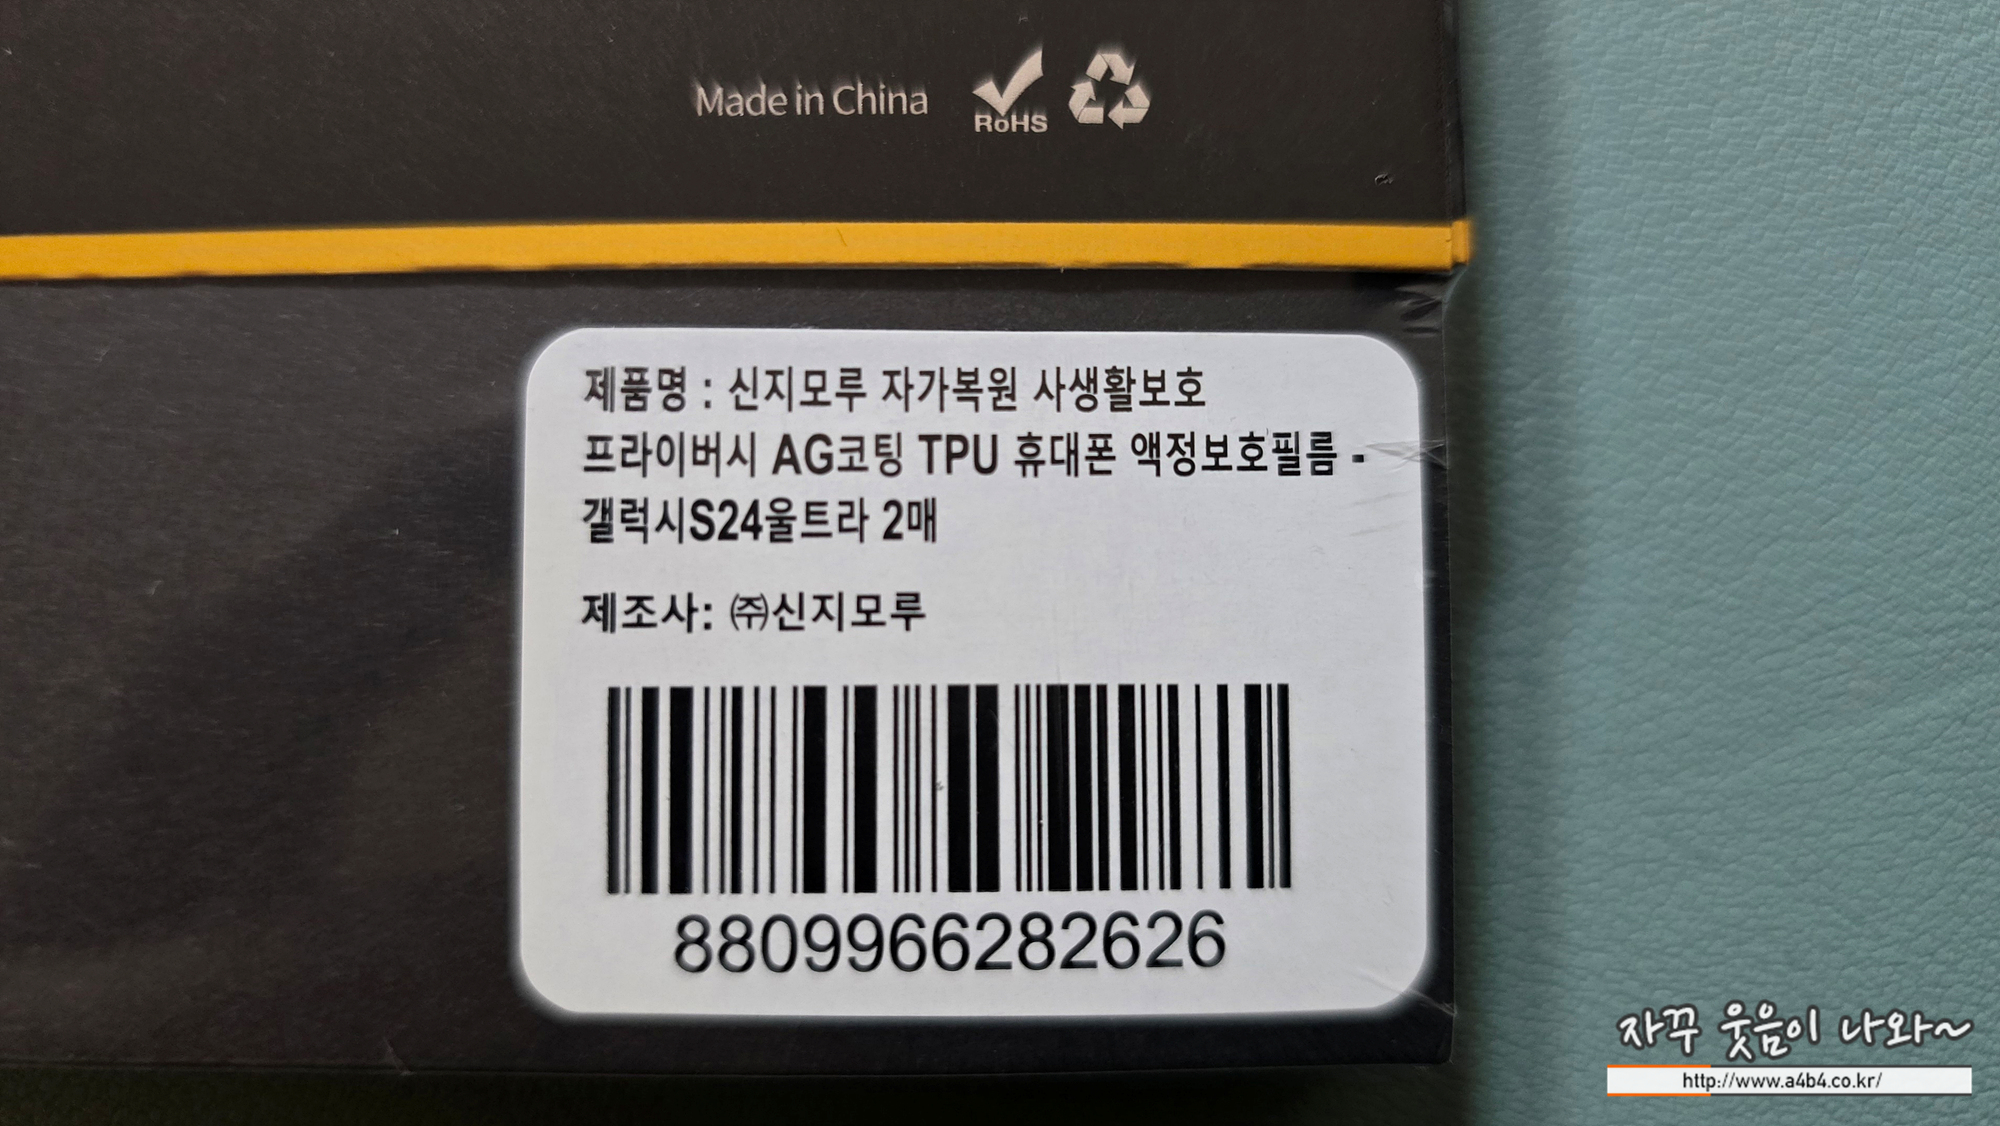 Made in China
RoHS
제품명 : 신지모루 자가복원 사생활보호
프라이버시 AG코팅 TPU 휴대폰 액정보호필름 -
갤럭시S24울트라 2매
제조사: ㈜신지모루
8809966282626
자꾸 웃음이 나와~
http://www.a4b4.co.kr/